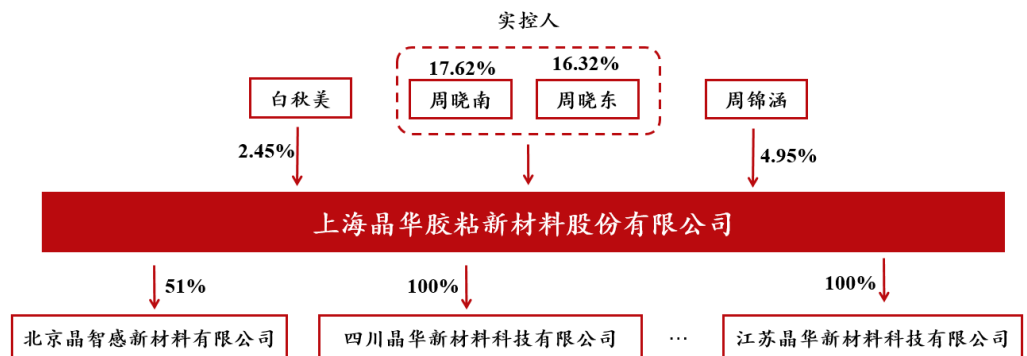 实控人
17.62%
16.32%
白秋美
周晓南
周晓东
周锦涵
2.45%
4.95%
上海晶华胶粘新材料股份有限公司
51%
100%
100%
北京晶智感新材料有限公司
四川晶华新材料科技有限公司
…
江苏晶华新材料科技有限公司